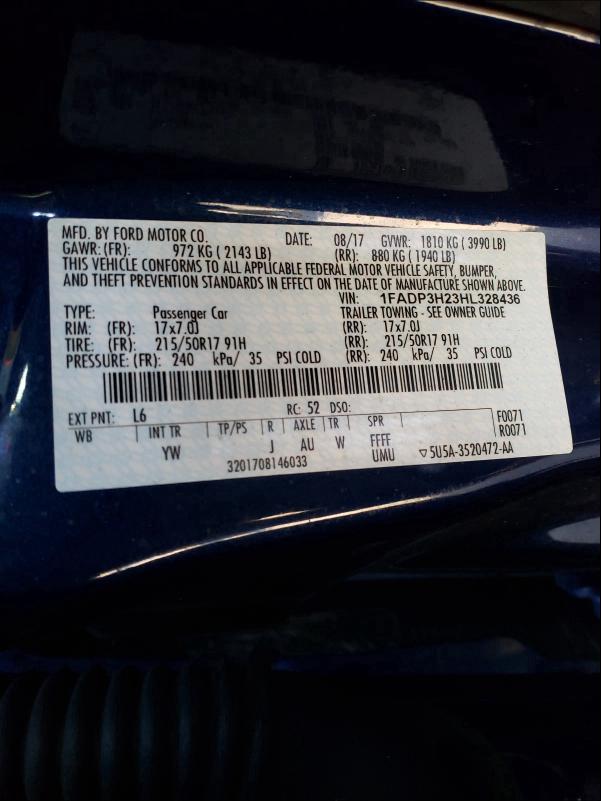 MFD. BY FORD MOTOR CO. DATE: 08/17 GVWR: 1810 KG ( 3990 LB)
GAWR: (FR): 972 KG ( 2143 LB) (RR): 880 KG ( 1940 LB)
THIS VEHICLE CONFORMS TO ALL APPLICABLE FEDERAL MOTOR VEHICLE SAFETY, BUMPER,
AND THEFT PREVENTION STANDARDS IN EFFECT ON THE DATE OF MANUFACTURE SHOWN ABOVE.
VIN: 1FADP3H23HL328436
TYPE: Passenger Car TRAILER TOWING - SEE OWNER GUIDE
RIM: (FR): 17x7.0J (RR): 17x7.0J
TIRE: (FR): 215/50R17 91H (RR): 215/50R17 91H
PRESSURE: (FR): 240 kPa/ 35 PSI COLD (RR): 240 kPa/ 35 PSI COLD
EXT PNT: L6 RC: 52 DSO: F0071
WB INT TR TP/PS R AXLE TR SPR R0071
YW J AU W FFFF
3201708146033 UMU ▽ 5U5A-3520472-AA